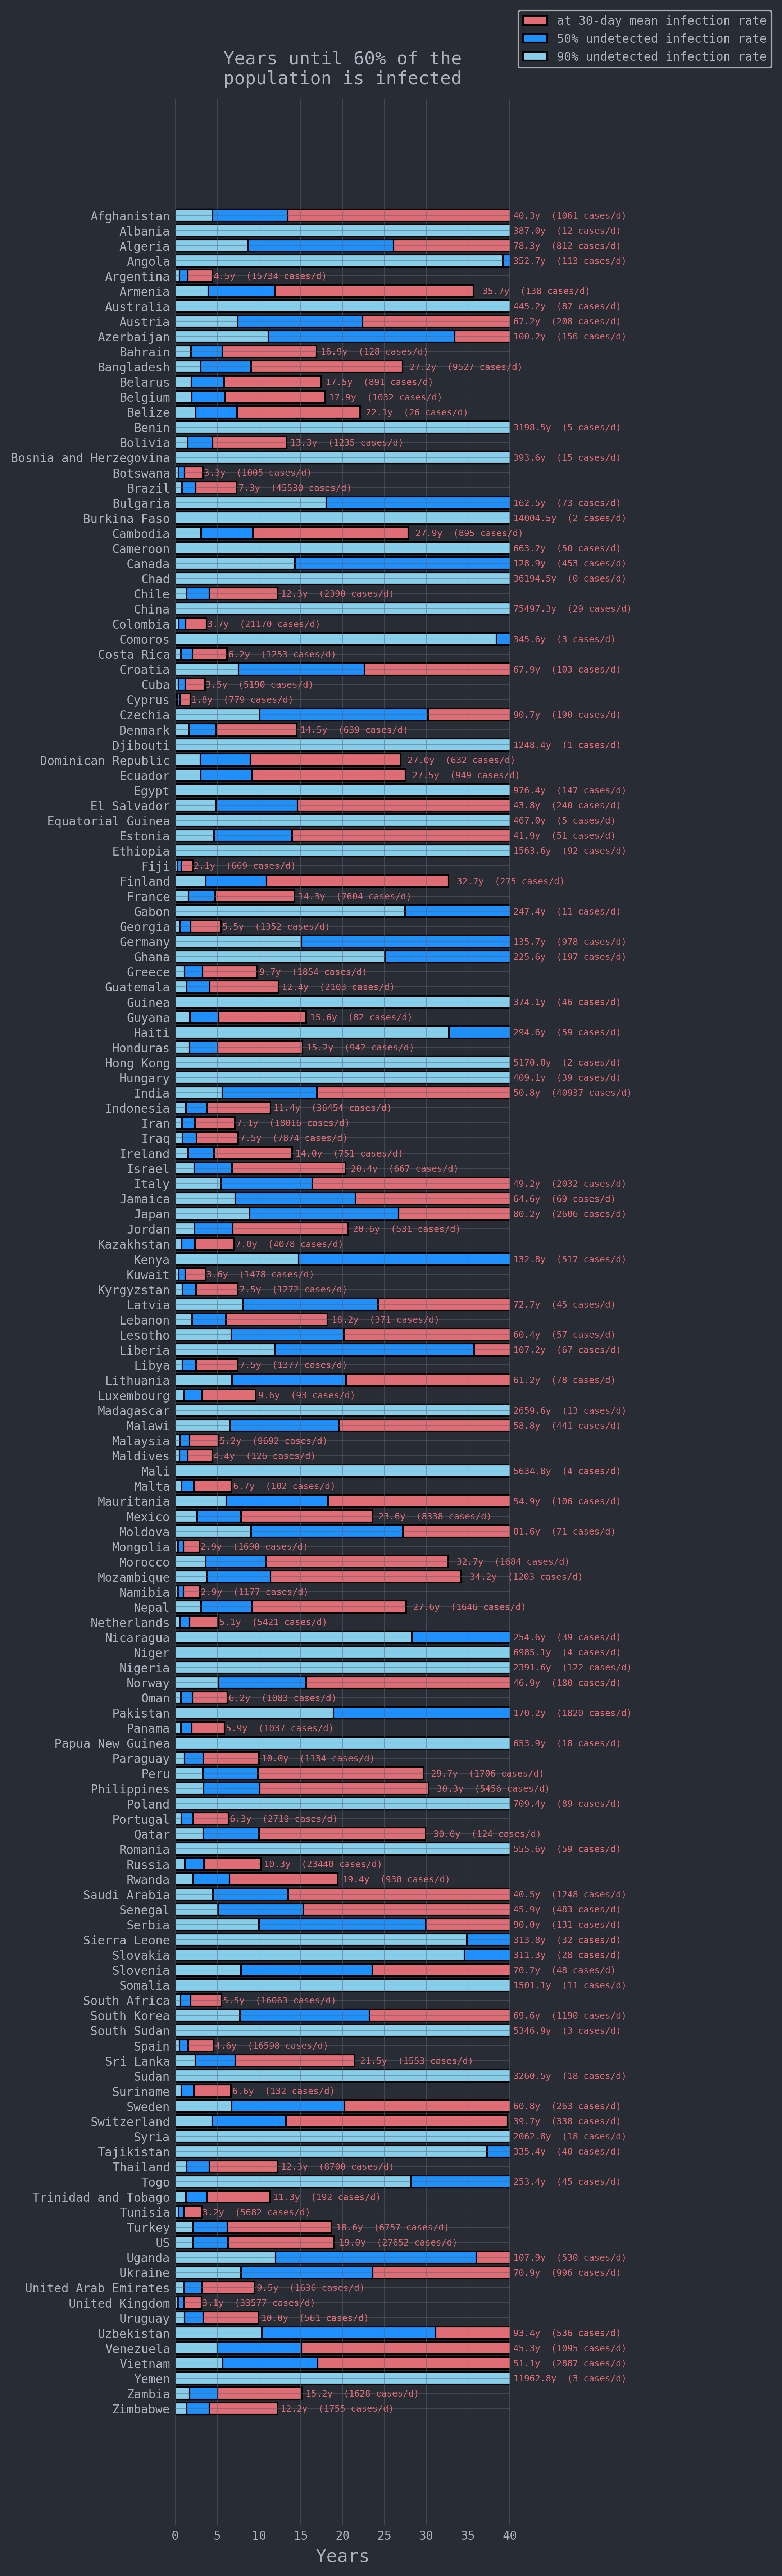 at 30-day mean infection rate
50% undetected infection rate
90% undetected infection rate
Years until 60% of the
population is infected
Afghanistan 40.3y (1061 cases/d)
Albania 387.0y (12 cases/d)
Algeria 78.3y (812 cases/d)
Angola 352.7y (113 cases/d)
Argentina 4.5y (15734 cases/d)
Armenia 35.7y (138 cases/d)
Australia 445.2y (87 cases/d)
Austria 67.2y (208 cases/d)
Azerbaijan 100.2y (156 cases/d)
Bahrain 16.9y (128 cases/d)
Bangladesh 27.2y (9527 cases/d)
Belarus 17.5y (891 cases/d)
Belgium 17.9y (1032 cases/d)
Belize 22.1y (26 cases/d)
Benin 3198.5y (5 cases/d)
Bolivia 13.3y (1235 cases/d)
Bosnia and Herzegovina 393.6y (15 cases/d)
Botswana 3.3y (1005 cases/d)
Brazil 7.3y (45530 cases/d)
Bulgaria 162.5y (73 cases/d)
Burkina Faso 14004.5y (2 cases/d)
Cambodia 27.9y (895 cases/d)
Cameroon 663.2y (50 cases/d)
Canada 128.9y (453 cases/d)
Chad 36194.5y (0 cases/d)
Chile 12.3y (2390 cases/d)
China 75497.3y (29 cases/d)
Colombia 3.7y (21170 cases/d)
Comoros 345.6y (3 cases/d)
Costa Rica 6.2y (1253 cases/d)
Croatia 67.9y (103 cases/d)
Cuba 3.5y (5190 cases/d)
Cyprus 1.8y (779 cases/d)
Czechia 90.7y (190 cases/d)
Denmark 14.5y (639 cases/d)
Djibouti 1248.4y (1 cases/d)
Dominican Republic 27.0y (632 cases/d)
Ecuador 27.5y (949 cases/d)
Egypt 976.4y (147 cases/d)
El Salvador 43.8y (240 cases/d)
Equatorial Guinea 467.0y (5 cases/d)
Estonia 41.9y (51 cases/d)
Ethiopia 1563.6y (92 cases/d)
Fiji 2.1y (669 cases/d)
Finland 32.7y (275 cases/d)
France 14.3y (7604 cases/d)
Gabon 247.4y (11 cases/d)
Georgia 5.5y (1352 cases/d)
Germany 135.7y (978 cases/d)
Ghana 225.6y (197 cases/d)
Greece 9.7y (1854 cases/d)
Guatemala 12.4y (2103 cases/d)
Guinea 374.1y (46 cases/d)
Guyana 15.6y (82 cases/d)
Haiti 294.6y (59 cases/d)
Honduras 15.2y (942 cases/d)
Hong Kong 5170.8y (2 cases/d)
Hungary 409.1y (39 cases/d)
India 50.8y (40937 cases/d)
Indonesia 11.4y (36454 cases/d)
Iran 7.1y (18016 cases/d)
Iraq 7.5y (7874 cases/d)
Ireland 14.0y (751 cases/d)
Israel 20.4y (667 cases/d)
Italy 49.2y (2032 cases/d)
Jamaica 64.6y (69 cases/d)
Japan 80.2y (2606 cases/d)
Jordan 20.6y (531 cases/d)
Kazakhstan 7.0y (4078 cases/d)
Kenya 132.8y (517 cases/d)
Kuwait 3.6y (1478 cases/d)
Kyrgyzstan 7.5y (1272 cases/d)
Latvia 72.7y (45 cases/d)
Lebanon 18.2y (371 cases/d)
Lesotho 60.4y (57 cases/d)
Liberia 107.2y (67 cases/d)
Libya 7.5y (1377 cases/d)
Lithuania 61.2y (78 cases/d)
Luxembourg 9.6y (93 cases/d)
Madagascar 2659.6y (13 cases/d)
Malawi 58.8y (441 cases/d)
Malaysia 5.2y (9692 cases/d)
Maldives 4.4y (126 cases/d)
Mali 5634.8y (4 cases/d)
Malta 6.7y (102 cases/d)
Mauritania 54.9y (106 cases/d)
Mexico 23.6y (8338 cases/d)
Moldova 81.6y (71 cases/d)
Mongolia 2.9y (1690 cases/d)
Morocco 32.7y (1684 cases/d)
Mozambique 34.2y (1203 cases/d)
Namibia 2.9y (1177 cases/d)
Nepal 27.6y (1646 cases/d)
Netherlands 5.1y (5421 cases/d)
Nicaragua 254.6y (39 cases/d)
Niger 6985.1y (4 cases/d)
Nigeria 2391.6y (122 cases/d)
Norway 46.9y (180 cases/d)
Oman 6.2y (1083 cases/d)
Pakistan 170.2y (1820 cases/d)
Panama 5.9y (1037 cases/d)
Papua New Guinea 653.9y (18 cases/d)
Paraguay 10.0y (1134 cases/d)
Peru 29.7y (1706 cases/d)
Philippines 30.3y (5456 cases/d)
Poland 709.4y (89 cases/d)
Portugal 6.3y (2719 cases/d)
Qatar 30.0y (124 cases/d)
Romania 555.6y (59 cases/d)
Russia 10.3y (23440 cases/d)
Rwanda 19.4y (930 cases/d)
Saudi Arabia 40.5y (1248 cases/d)
Senegal 45.9y (483 cases/d)
Serbia 90.0y (131 cases/d)
Sierra Leone 313.8y (32 cases/d)
Slovakia 311.3y (28 cases/d)
Slovenia 70.7y (48 cases/d)
Somalia 1501.1y (11 cases/d)
South Africa 5.5y (16063 cases/d)
South Korea 69.6y (1190 cases/d)
South Sudan 5346.9y (3 cases/d)
Spain 4.6y (16598 cases/d)
Sri Lanka 21.5y (1553 cases/d)
Sudan 3260.5y (18 cases/d)
Suriname 6.6y (132 cases/d)
Sweden 60.8y (263 cases/d)
Switzerland 39.7y (338 cases/d)
Syria 2062.8y (18 cases/d)
Tajikistan 335.4y (40 cases/d)
Thailand 12.3y (8700 cases/d)
Togo 253.4y (45 cases/d)
Trinidad and Tobago 11.3y (192 cases/d)
Tunisia 3.2y (5682 cases/d)
Turkey 18.6y (6757 cases/d)
US 19.0y (27652 cases/d)
Uganda 107.9y (530 cases/d)
Ukraine 70.9y (996 cases/d)
United Arab Emirates 9.5y (1636 cases/d)
United Kingdom 3.1y (33577 cases/d)
Uruguay 10.0y (561 cases/d)
Uzbekistan 93.4y (536 cases/d)
Venezuela 45.3y (1095 cases/d)
Vietnam 51.1y (2887 cases/d)
Yemen 11962.8y (3 cases/d)
Zambia 15.2y (1628 cases/d)
Zimbabwe 12.2y (1755 cases/d)
0 5 10 15 20 25 30 35 40
Years